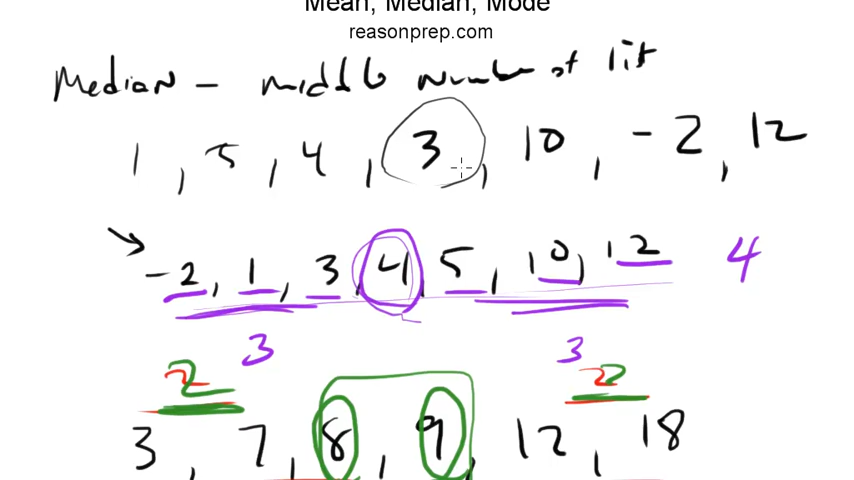 Mean, Median, Mode
reasonprep.com
Median - middle number of list
1, 5, 4, 3, 10, -2, 12
-2, 1, 3, 4, 5, 10, 12 4
3 3
2 2
3, 7, 8, 9, 12, 18